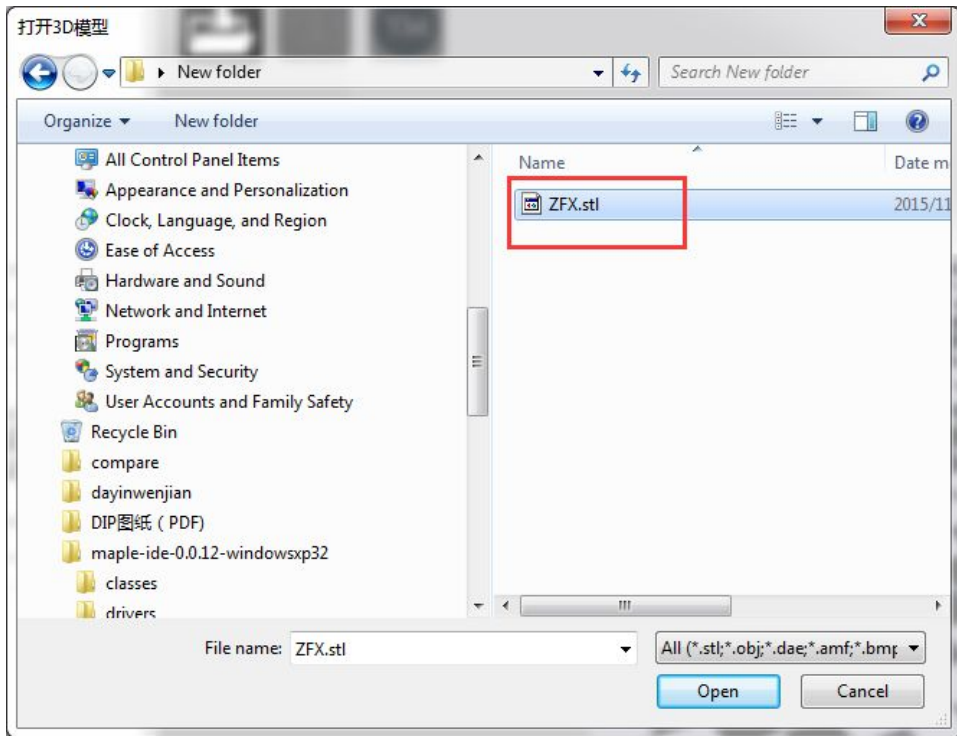 打开3D模型
New folder
Search New folder
Organize
New folder
All Control Panel Items
Appearance and Personalization
Clock, Language, and Region
Ease of Access
Hardware and Sound
Network and Internet
Programs
System and Security
User Accounts and Family Safety
Recycle Bin
compare
dayinwenjian
DIP图纸（PDF)
maple-ide-0.0.12-windowsxp32
classes
drivers
Name
Date m
ZFX.stl
2015/11
File name:
ZFX.stl
All (*.stl;*.obj;*.dae;*.amf;*.bmp
Open
Cancel